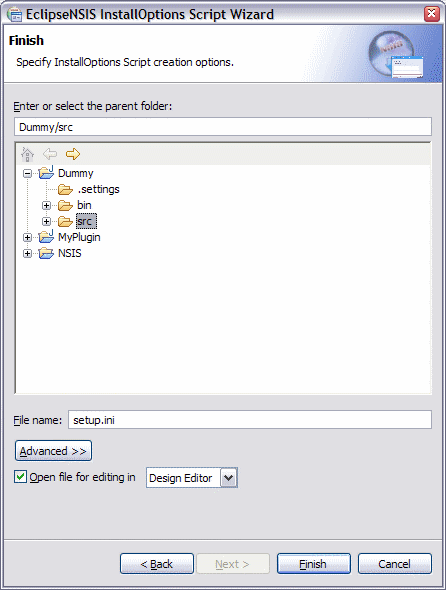 EclipseNSIS InstallOptions Script Wizard
Finish
Specify InstallOptions Script creation options.
Enter or select the parent folder:
Dummy/src
Dummy
.settings
bin
src
MyPlugin
NSIS
File name: setup.ini
Advanced >>
Open file for editing in Design Editor
< Back Next > Finish Cancel